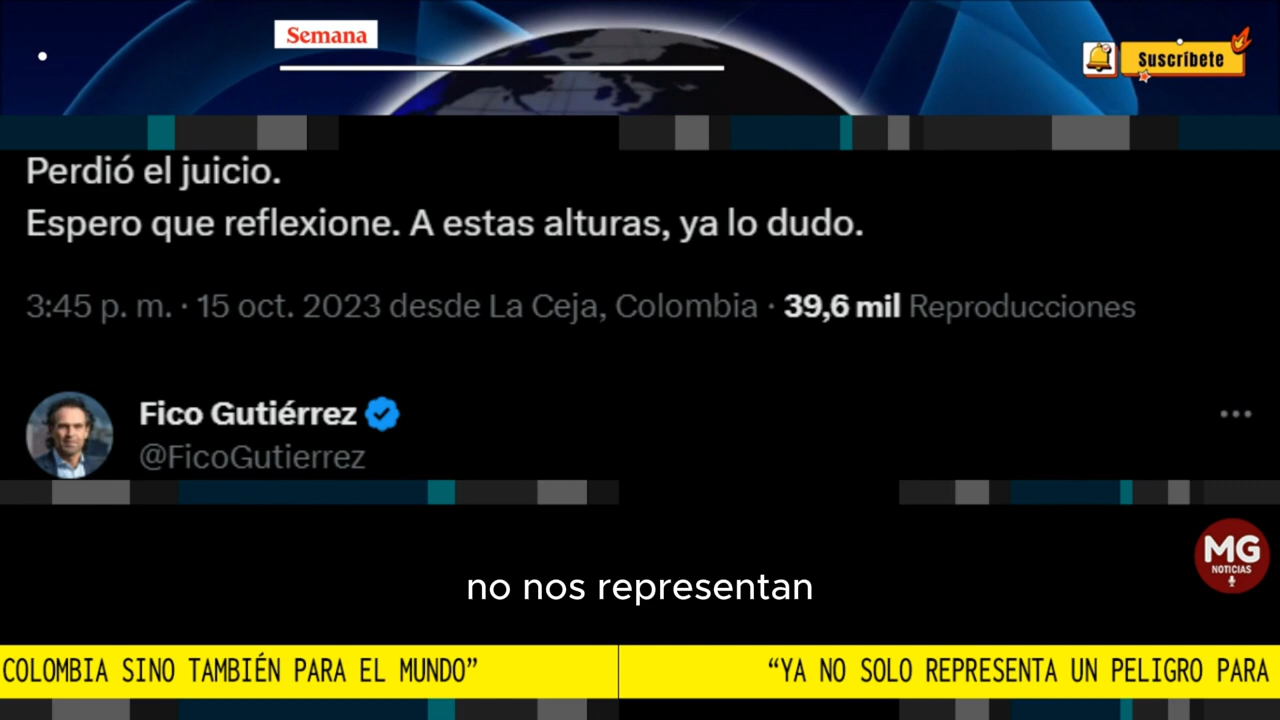 Semana
Suscríbete
Perdió el juicio.
Espero que reflexione. A estas alturas, ya lo dudo.
3:45 p. m. · 15 oct. 2023 desde La Ceja, Colombia · 39,6 mil Reproducciones
Fico Gutiérrez
@FicoGutierrez
MG
NOTICIAS
no nos representan
COLOMBIA SINO TAMBIÉN PARA EL MUNDO” “YA NO SOLO REPRESENTA UN PELIGRO PARA